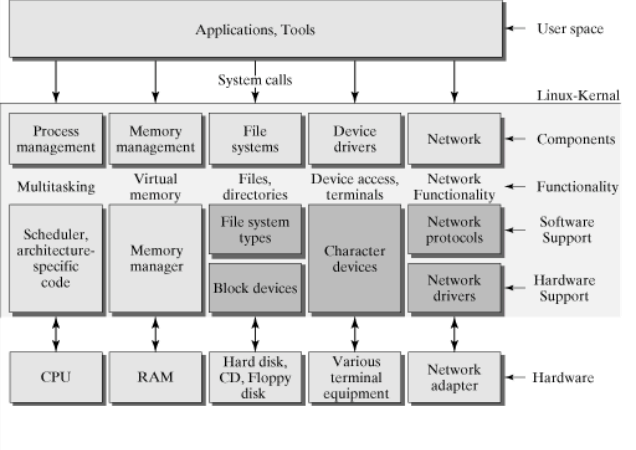 Applications, Tools
User space
System calls
Linux-Kernal
Process
management
Memory
management
File
systems
Device
drivers
Network
Components
Multitasking
Virtual
memory
Files,
directories
Device access,
terminals
Network
Functionality
Functionality
Scheduler,
architecture-
specific
code
Memory
manager
File system
types
Block devices
Character
devices
Network
protocols
Network
drivers
Software
Support
Hardware
Support
CPU
RAM
Hard disk,
CD, Floppy
disk
Various
terminal
equipment
Network
adapter
Hardware